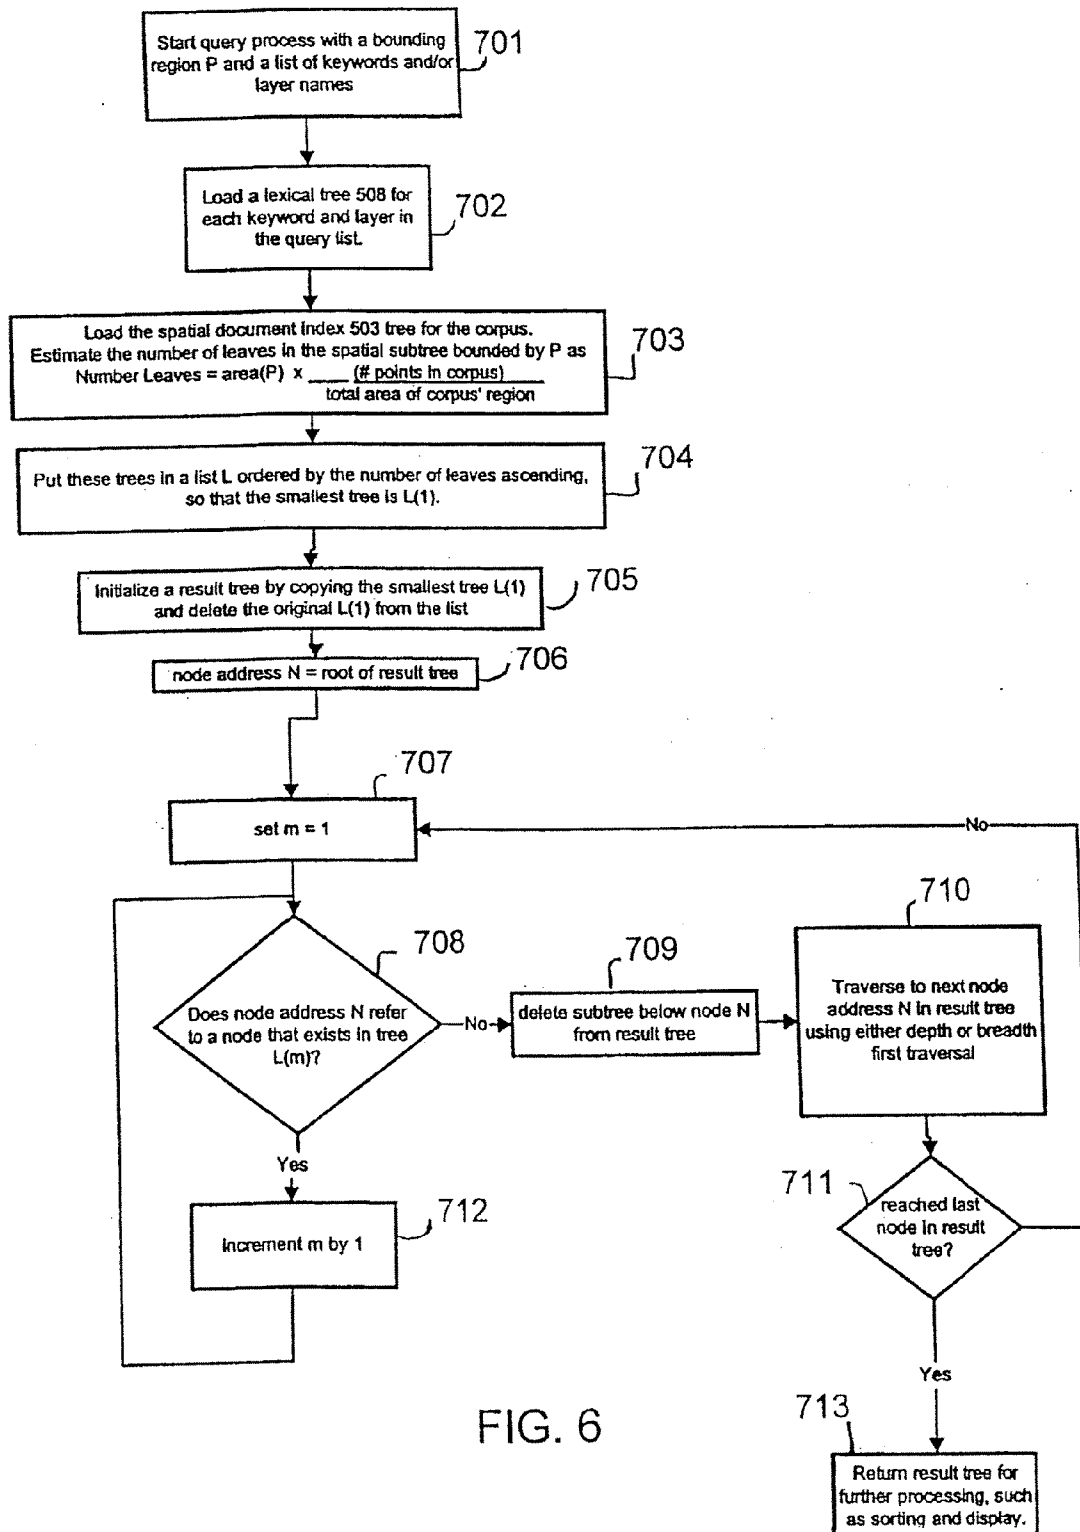 Start query process with a bounding
region P and a list of keywords and/or
layer names
701
Load a lexical tree 508 for
each keyword and layer in
the query list.
702
Load the spatial document index 503 tree for the corpus.
Estimate the number of leaves in the spatial subtree bounded by P as
Number Leaves = area(P) x ____ (# points in corpus)
total area of corpus' region
703
Put these trees in a list L ordered by the number of leaves ascending,
so that the smallest tree is L(1).
704
Initialize a result tree by copying the smallest tree L(1)
and delete the original L(1) from the list
705
node address N = root of result tree
706
707
set m = 1
No
708
Does node address N refer
to a node that exists in tree
L(m)?
No
709
delete subtree below node N
from result tree
710
Traverse to next node
address N in result tree
using either depth or breadth
first traversal
Yes
Increment m by 1
712
711
reached last
node in result
tree?
Yes
713
Return result tree for
further processing, such
as sorting and display.
FIG. 6